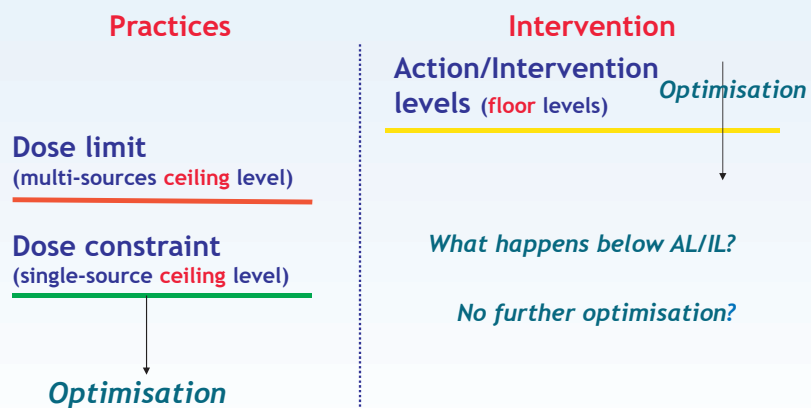 Practices
Dose limit
(multi-sources ceiling level)
Dose constraint
(single-source ceiling level)
Optimisation
Intervention
Action/Intervention
levels (floor levels)
Optimisation
What happens below AL/IL?
No further optimisation?